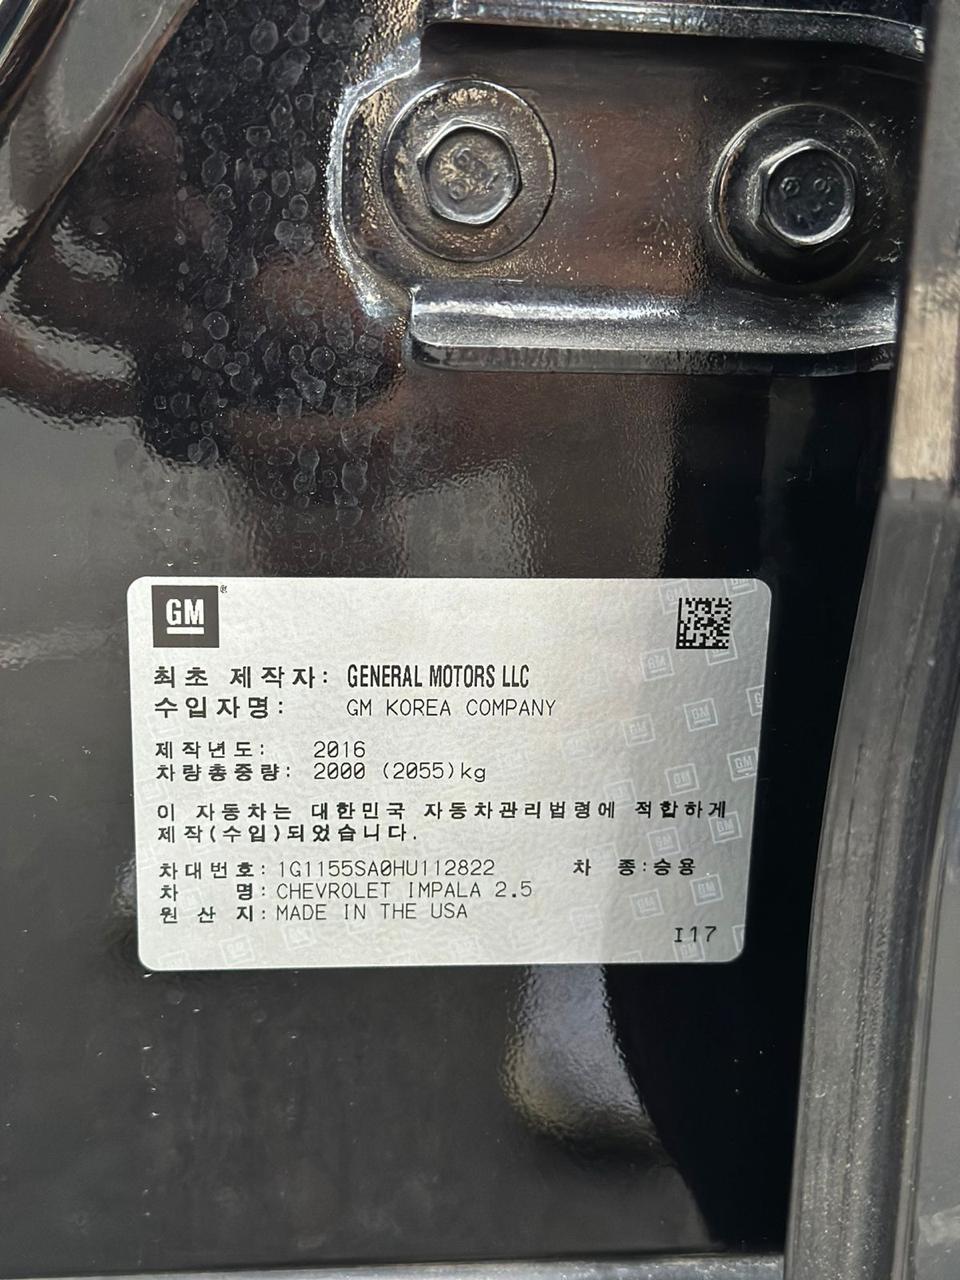 GM
최초 제작자: GENERAL MOTORS LLC
수입자명: GM KOREA COMPANY
제작년도: 2016
차량총중량: 2000 (2055)kg
이 자동차는 대한민국 자동차관리법령에 적합하게
제작(수입)되었습니다.
차대번호: 1G1155SA0HU112822 차 종:승용
차 명: CHEVROLET IMPALA 2.5
원 산 지: MADE IN THE USA
I17